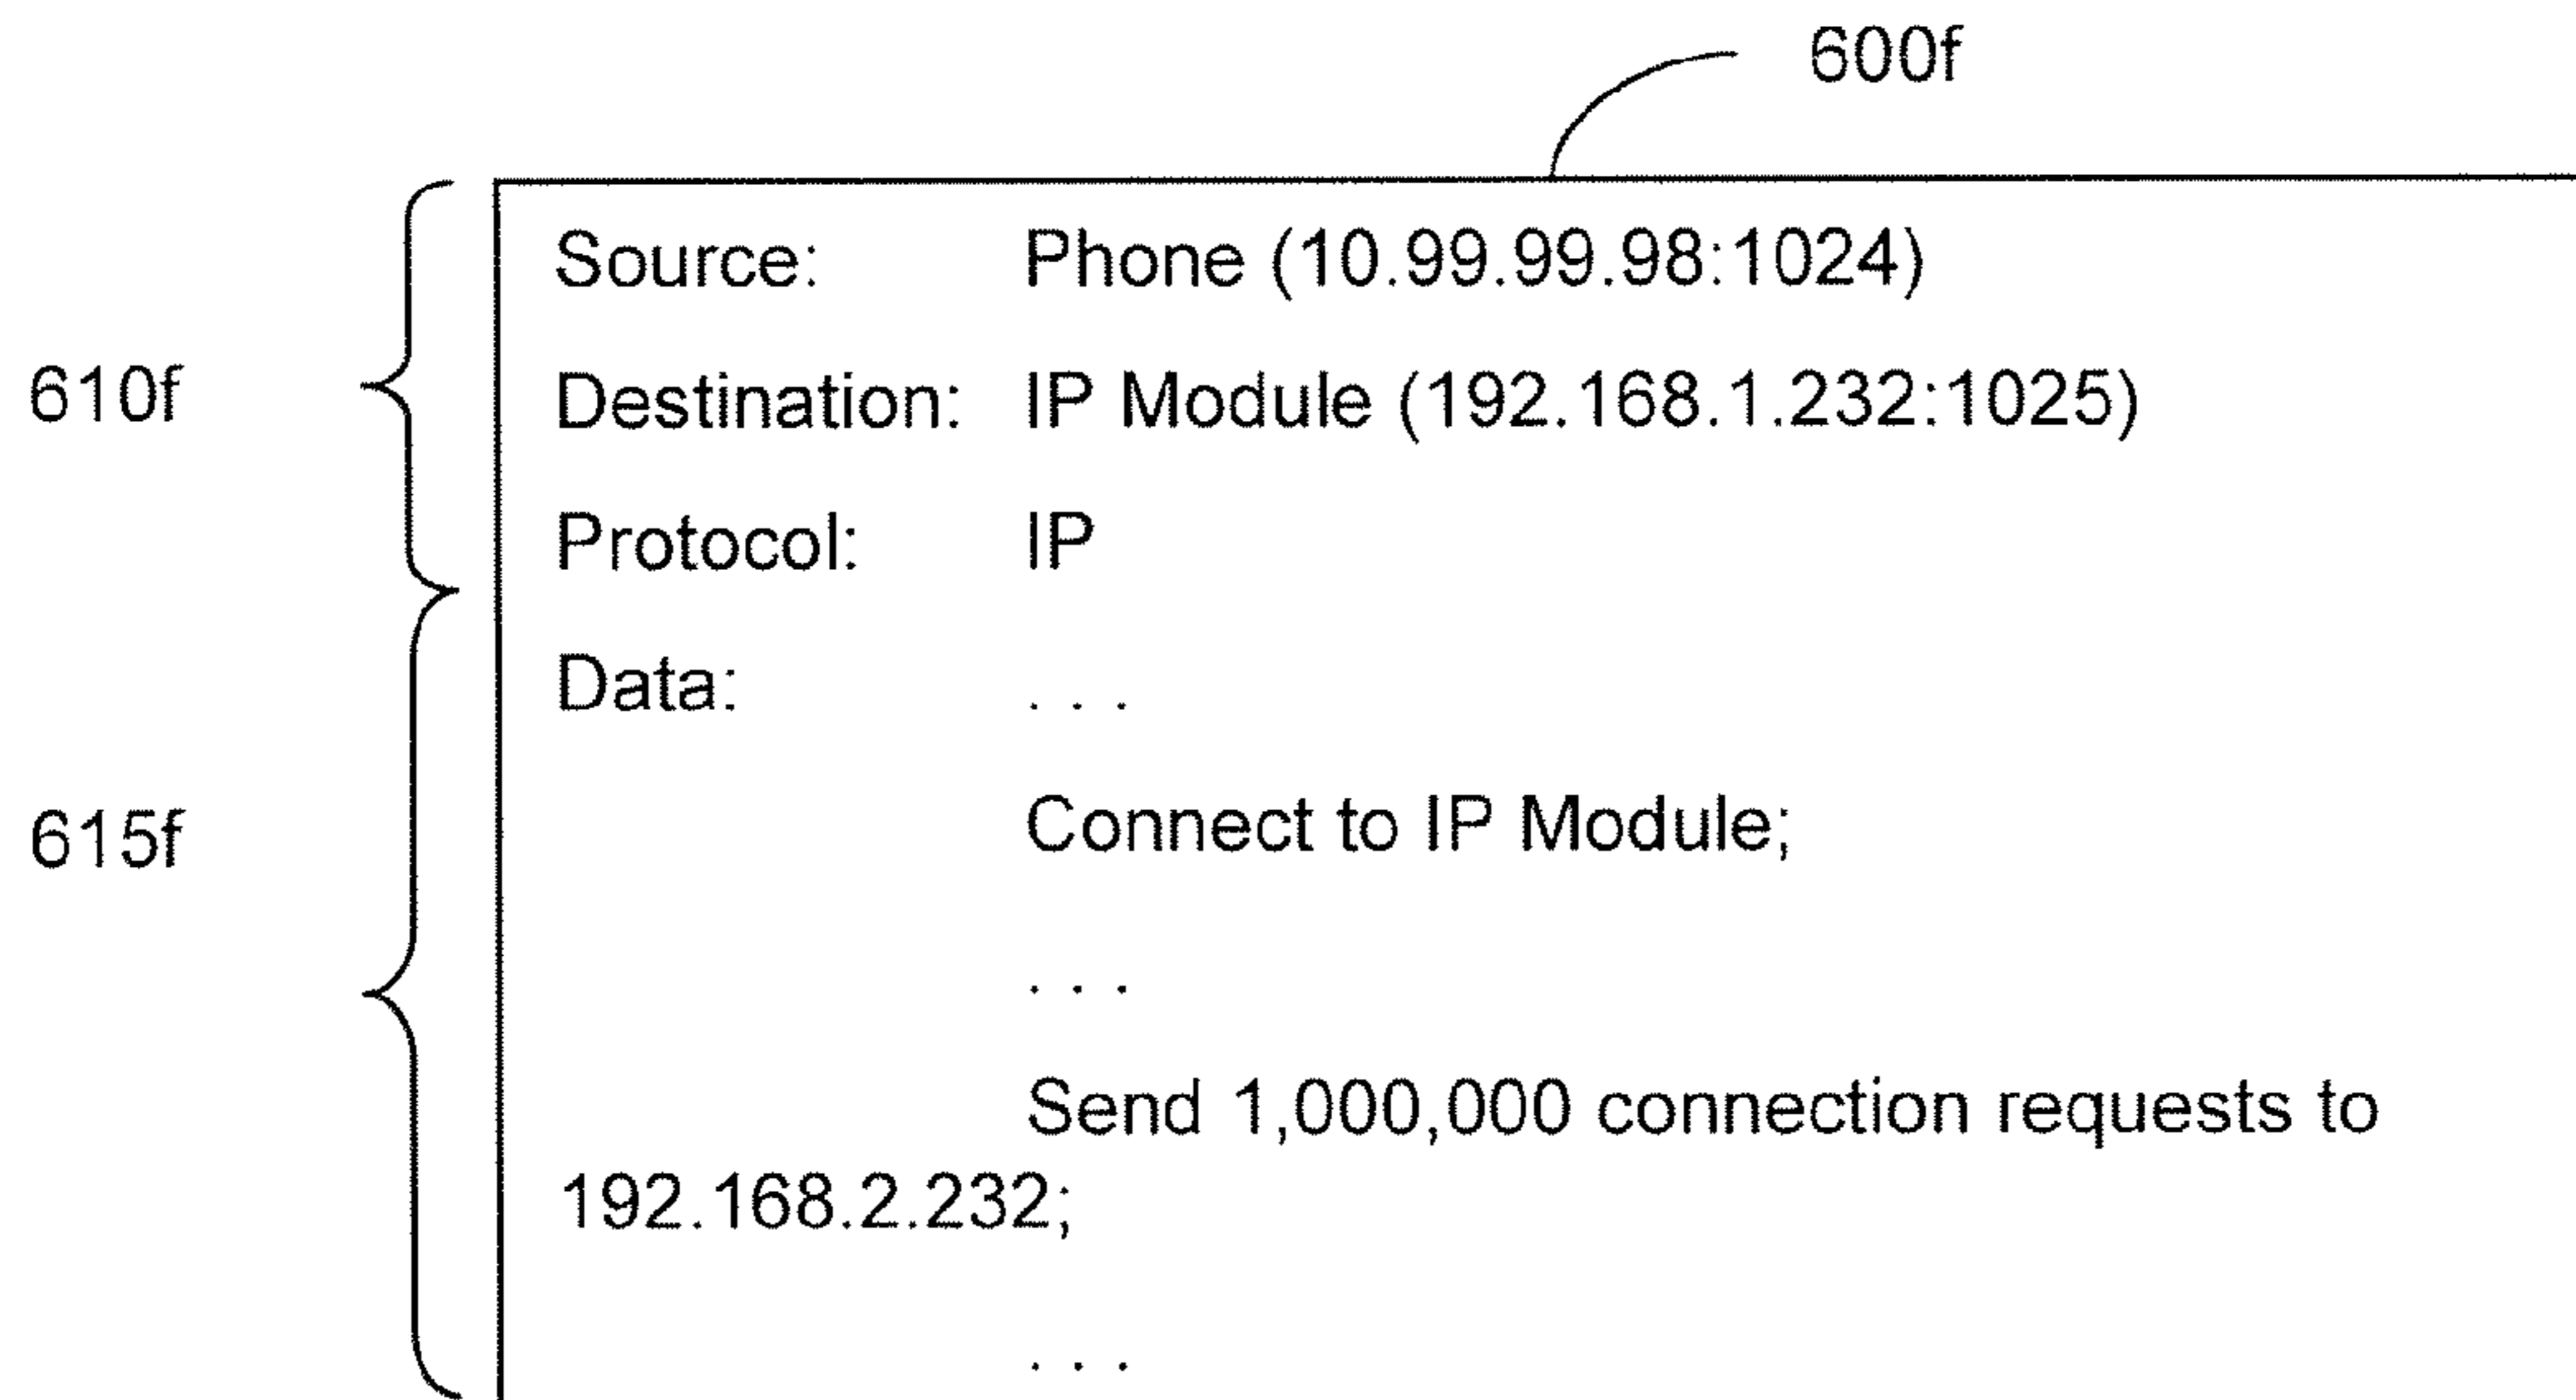 600f
Source: Phone (10.99.99.98:1024)
610f
Destination: IP Module (192.168.1.232:1025)
Protocol: IP
Data: . . .
615f
Connect to IP Module;
. . .
Send 1,000,000 connection requests to
192.168.2.232;
. . .